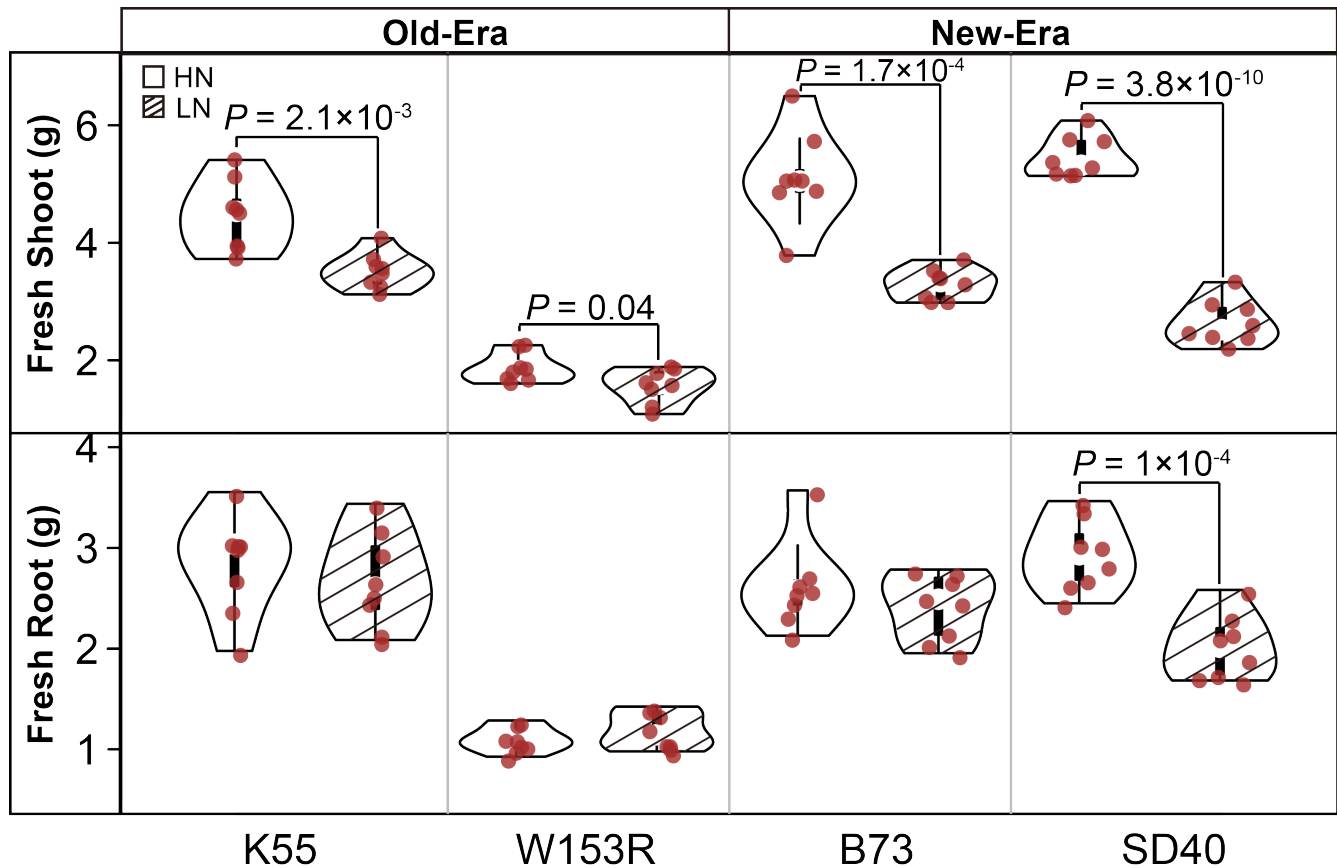 Old-Era New-Era
HN
LN
Fresh Shoot (g)
6
4
2
P = 2.1×10-3
P = 0.04
P = 1.7×10-4
P = 3.8×10-10
Fresh Root (g)
4
3
2
1
P = 1×10-4
K55 W153R B73 SD40